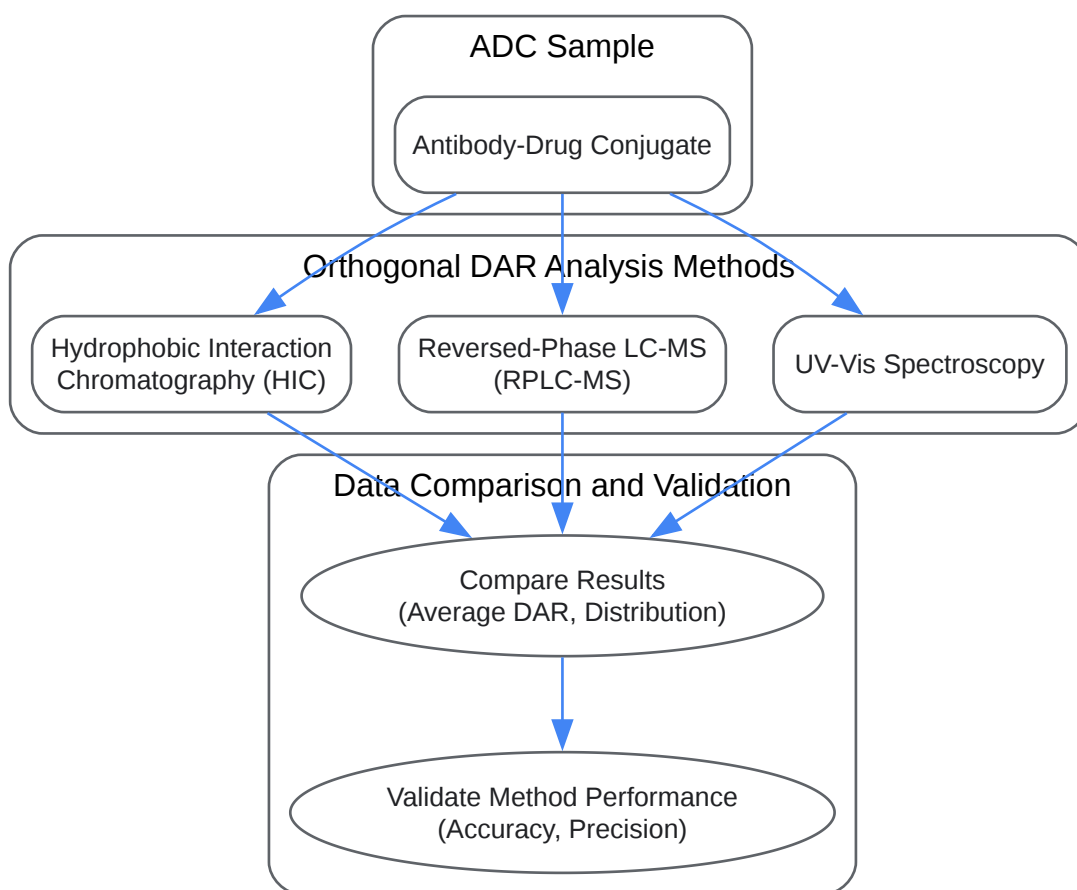 ADC Sample
Antibody-Drug Conjugate
Orthogonal DAR Analysis Methods
Hydrophobic Interaction
Chromatography (HIC)
Reversed-Phase LC-MS
(RPLC-MS)
UV-Vis Spectroscopy
Data Comparison and Validation
Compare Results
(Average DAR, Distribution)
Validate Method Performance
(Accuracy, Precision)